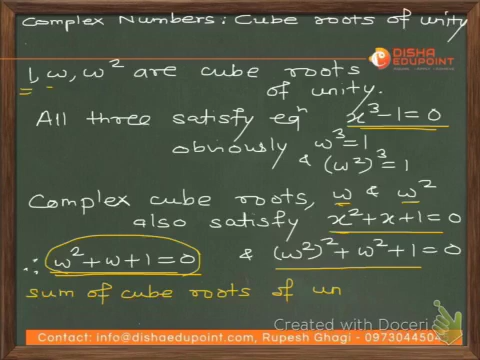 Complex Numbers: Cube roots of unity
DISHA
EDUPOINT
1, ω, ω² are cube roots
of unity.
All three satisfy eqⁿ x³-1=0
obviously ω³=1
& (ω²)³=1
Complex cube roots, ω & ω²
also satisfy x²+x+1=0
∴ ω²+ω+1=0 & (ω²)²+ω²+1=0
sum of cube roots of un
Created with Doceri
Contact: info@dishaedupoint.com, Rupesh Ghagi - 0973044504